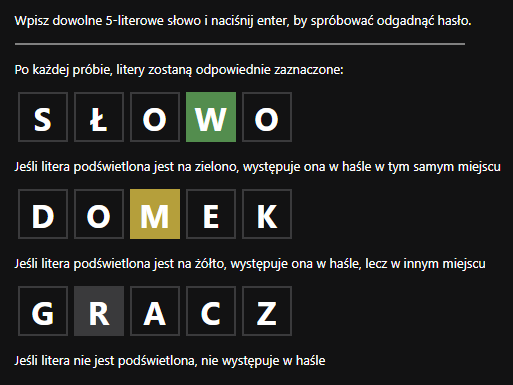 Wpisz dowolne 5-literowe słowo i naciśnij enter, by spróbować odgadnąć hasło.
Po każdej próbie, litery zostaną odpowiednie zaznaczone:
S Ł O W O
Jeśli litera podświetlona jest na zielono, występuje ona w haśle w tym samym miejscu
D O M E K
Jeśli litera podświetlona jest na żółto, występuje ona w haśle, lecz w innym miejscu
G R A C Z
Jeśli litera nie jest podświetlona, nie występuje w haśle